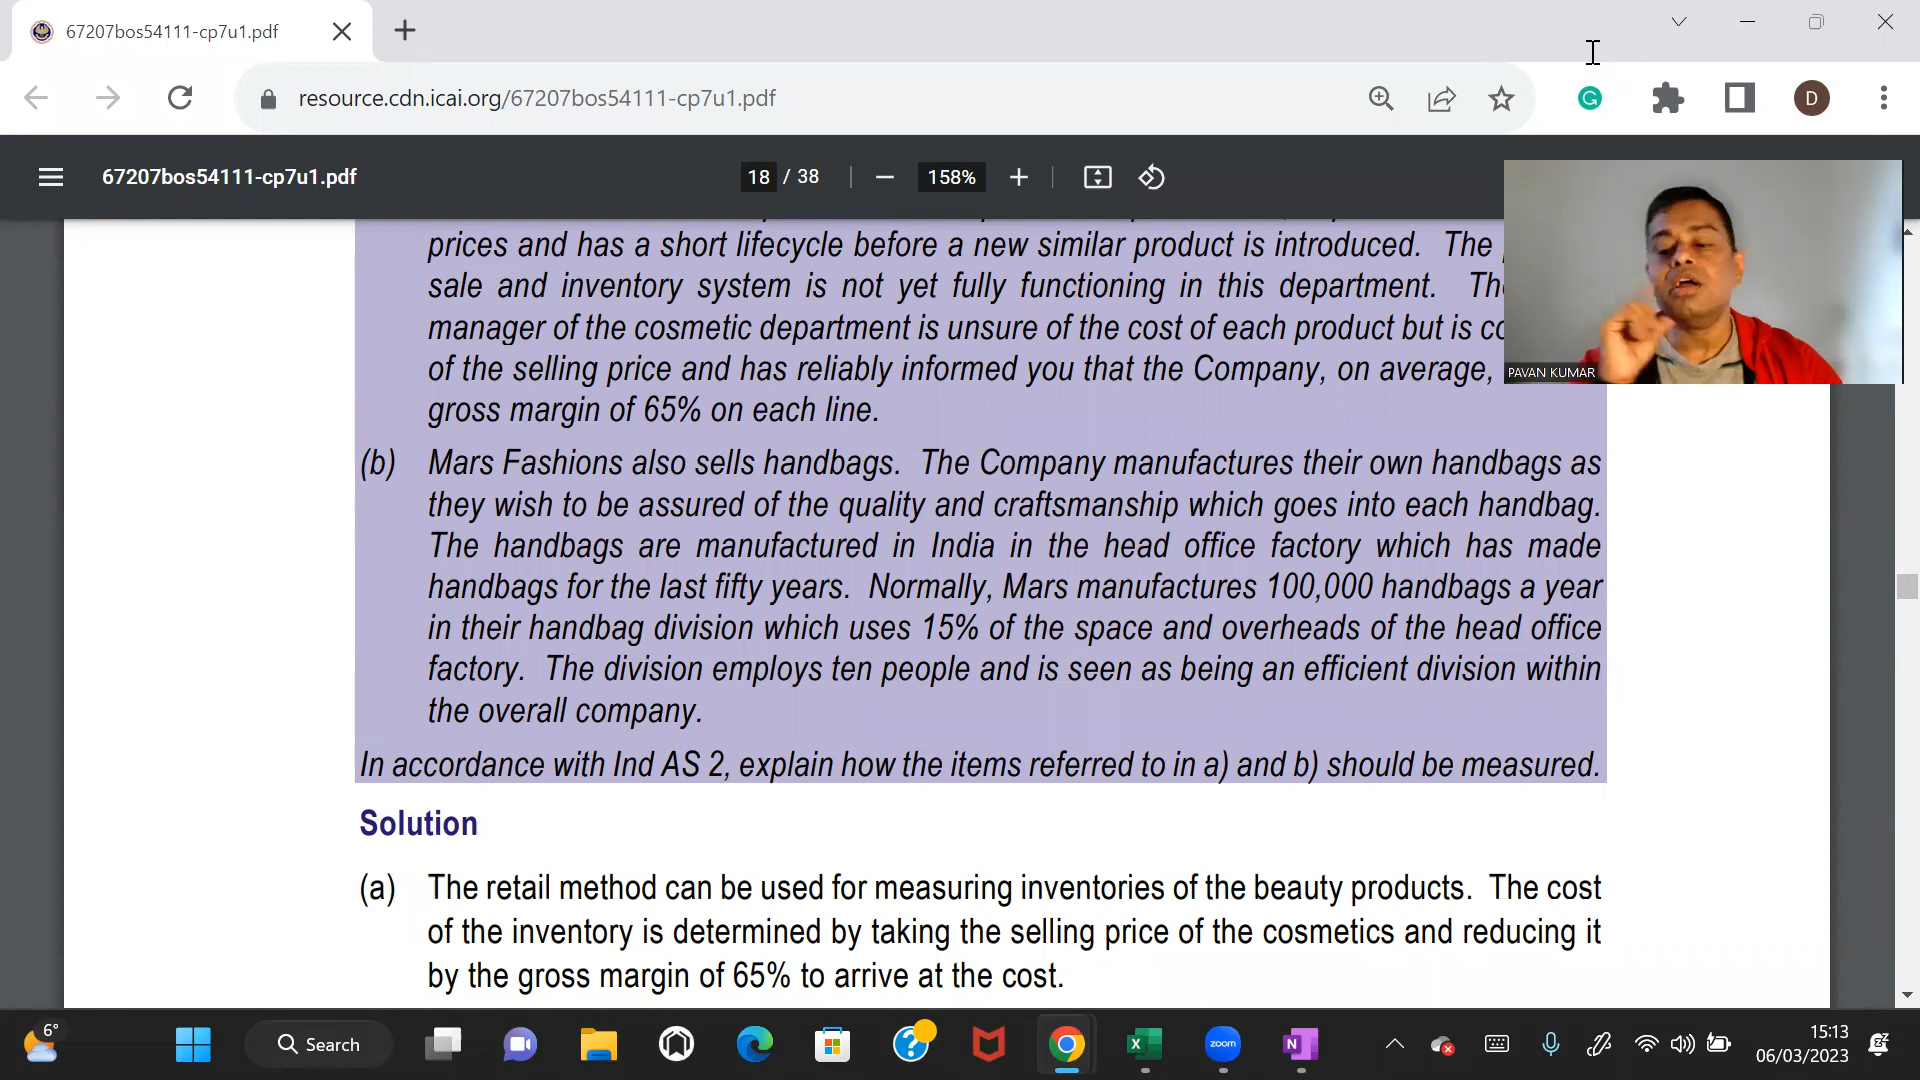 67207bos54111-cp7u1.pdf
resource.cdn.icai.org/67207bos54111-cp7u1.pdf
D
67207bos54111-cp7u1.pdf
18 / 38
158%
prices and has a short lifecycle before a new similar product is introduced. The
sale and inventory system is not yet fully functioning in this department.
manager of the cosmetic department is unsure of the cost of each product but is
of the selling price and has reliably informed you that the Company, on average,
gross margin of 65% on each line.
PAVAN KUMAR
(b) Mars Fashions also sells handbags. The Company manufactures their own handbags as
they wish to be assured of the quality and craftsmanship which goes into each handbag.
The handbags are manufactured in India in the head office factory which has made
handbags for the last fifty years. Normally, Mars manufactures 100,000 handbags a year
in their handbag division which uses 15% of the space and overheads of the head office
factory. The division employs ten people and is seen as being an efficient division within
the overall company.
In accordance with Ind AS 2, explain how the items referred to in a) and b) should be measured.
Solution
(a) The retail method can be used for measuring inventories of the beauty products. The cost
of the inventory is determined by taking the selling price of the cosmetics and reducing it
by the gross margin of 65% to arrive at the cost.
6°
Search
zoom
15:13
06/03/2023